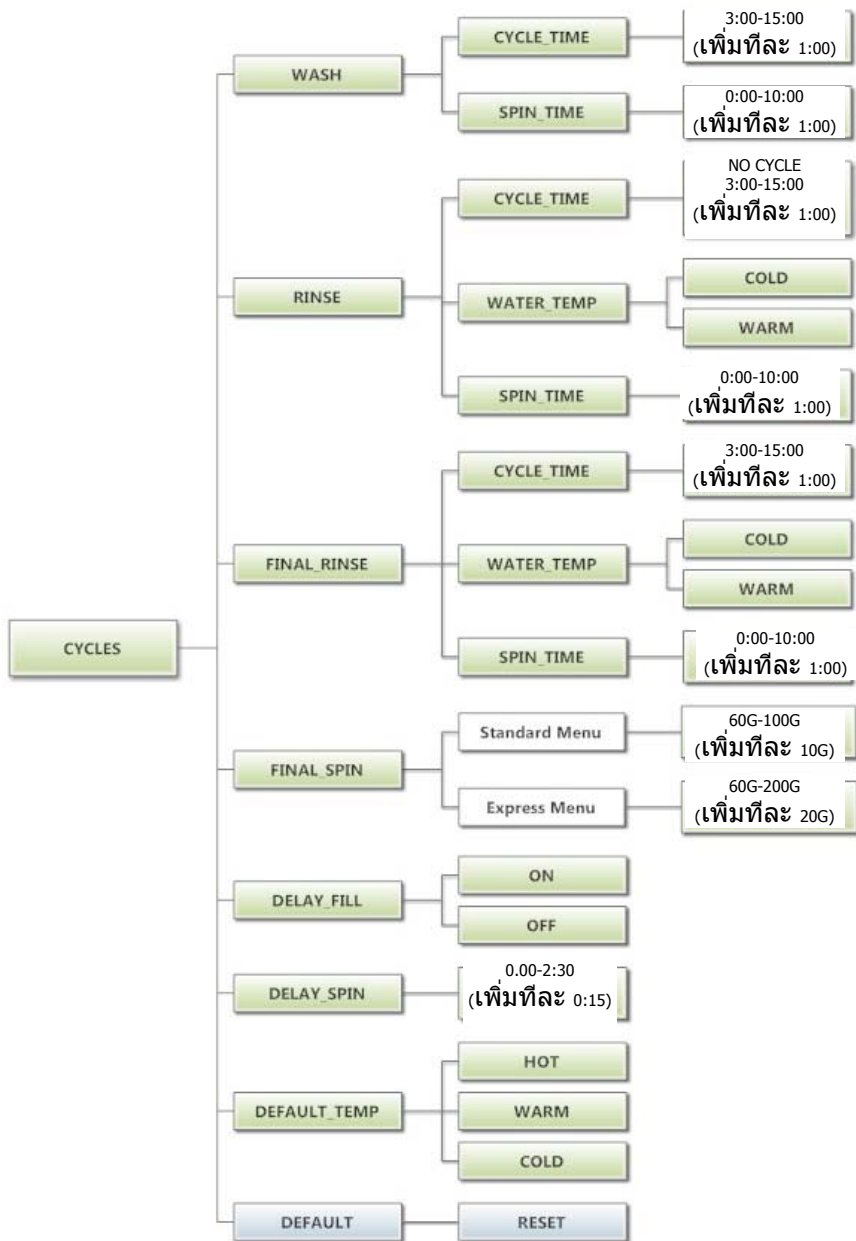 CYCLES
WASH
CYCLE_TIME
3:00-15:00
(เพิ่มทีละ 1:00)
SPIN_TIME
0:00-10:00
(เพิ่มทีละ 1:00)
RINSE
CYCLE_TIME
NO CYCLE
3:00-15:00
(เพิ่มทีละ 1:00)
WATER_TEMP
COLD
WARM
SPIN_TIME
0:00-10:00
(เพิ่มทีละ 1:00)
FINAL_RINSE
CYCLE_TIME
3:00-15:00
(เพิ่มทีละ 1:00)
WATER_TEMP
COLD
WARM
SPIN_TIME
0:00-10:00
(เพิ่มทีละ 1:00)
FINAL_SPIN
Standard Menu
60G-100G
(เพิ่มทีละ 10G)
Express Menu
60G-200G
(เพิ่มทีละ 20G)
DELAY_FILL
ON
OFF
DELAY_SPIN
0.00-2:30
(เพิ่มทีละ 0:15)
DEFAULT_TEMP
HOT
WARM
COLD
DEFAULT
RESET